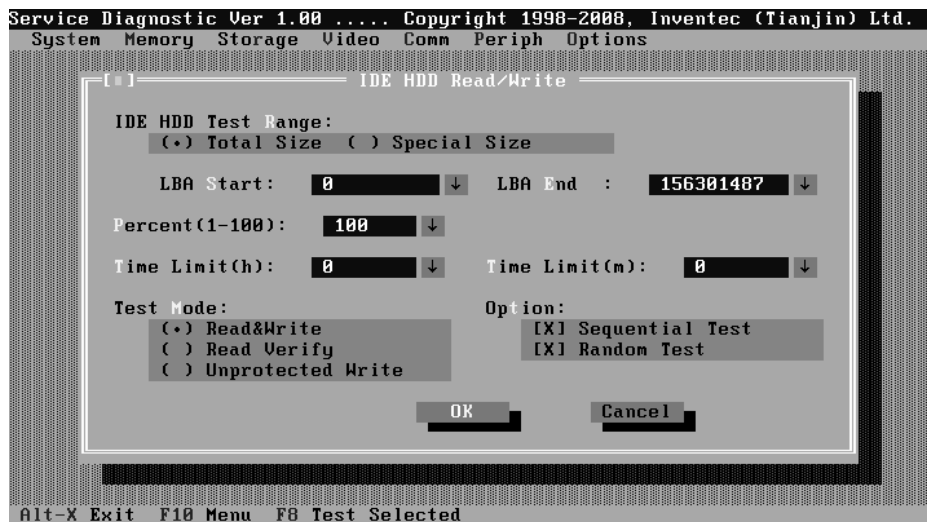 Service Diagnostic Ver 1.00 ..... Copyright 1998-2008, Inventec (Tianjin) Ltd.
System Memory Storage Video Comm Periph Options
[■] IDE HDD Read/Write
IDE HDD Test Range:
(•) Total Size ( ) Special Size
LBA Start: 0 ↓ LBA End : 156301487 ↓
Percent(1-100): 100 ↓
Time Limit(h): 0 ↓ Time Limit(m): 0 ↓
Test Mode: Option:
(•) Read&Write [X] Sequential Test
( ) Read Verify [X] Random Test
( ) Unprotected Write
OK Cancel
Alt-X Exit F10 Menu F8 Test Selected